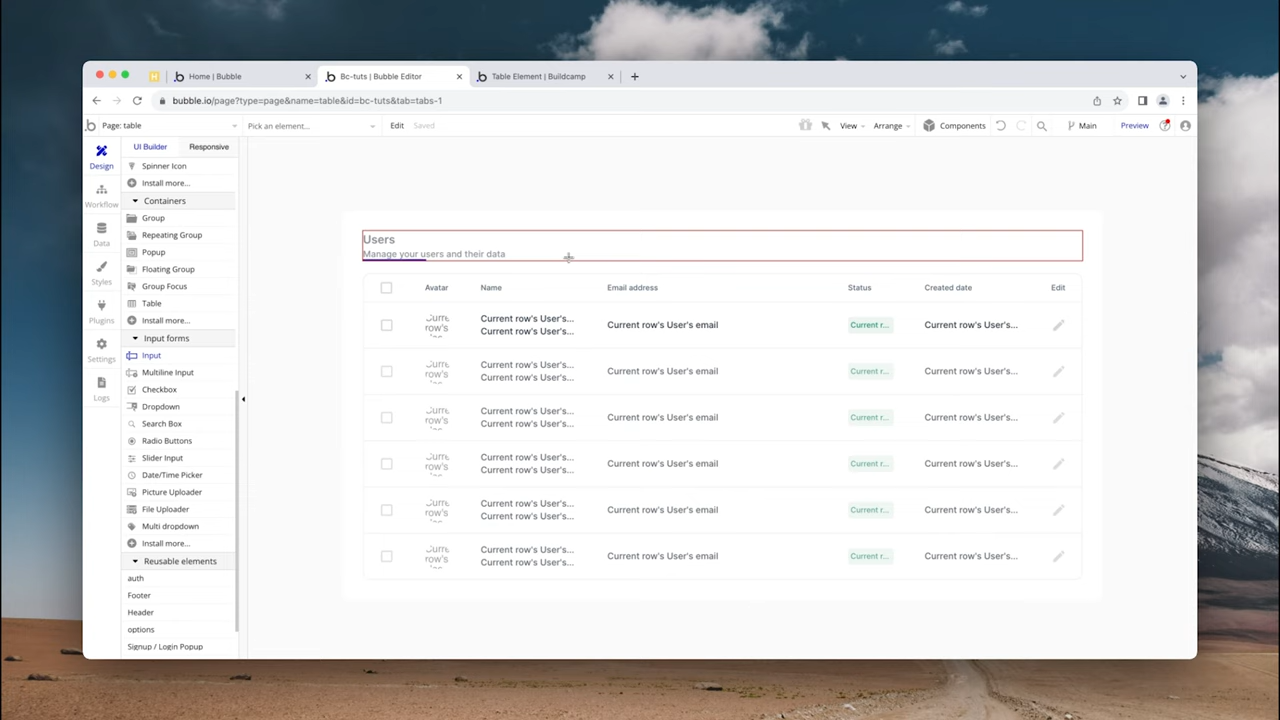 Home | Bubble
Bc-tuts | Bubble Editor
Table Element | Buildcamp
bubble.io/page?type=page&name=table&id=bc-tuts&tab=tabs-1
Page: table
Pick an element...
Edit
Saved
View
Arrange
Components
Main
Preview
Design
Workflow
Data
Styles
Plugins
Settings
Logs
UI Builder
Responsive
Spinner Icon
Install more...
Containers
Group
Repeating Group
Popup
Floating Group
Group Focus
Table
Install more...
Input forms
Input
Multiline Input
Checkbox
Dropdown
Search Box
Radio Buttons
Slider Input
Date/Time Picker
Picture Uploader
File Uploader
Multi dropdown
Install more...
Reusable elements
auth
Footer
Header
options
Signup / Login Popup
Users
Manage your users and their data
Avatar Name Email address Status Created date Edit
Current row's User's...
Current row's User's...
Current row's User's email
Current r...
Current row's User's...
Current row's User's...
Current row's User's...
Current row's User's email
Current r...
Current row's User's...
Current row's User's...
Current row's User's...
Current row's User's email
Current r...
Current row's User's...
Current row's User's...
Current row's User's...
Current row's User's email
Current r...
Current row's User's...
Current row's User's...
Current row's User's...
Current row's User's email
Current r...
Current row's User's...
Current row's User's...
Current row's User's...
Current row's User's email
Current r...
Current row's User's...